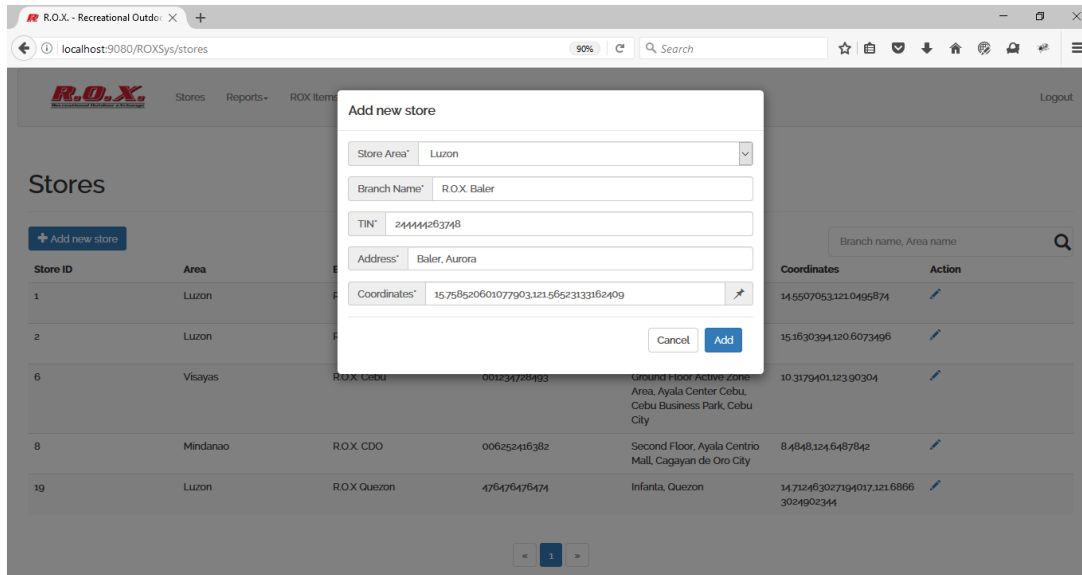 R.O.X. - Recreational Outdoo
localhost:9080/ROXSys/stores
90%
Search
R.O.X.
Stores Reports ROX Items
Logout
Add new store
Store Area* Luzon
Branch Name* R.O.X. Baler
TIN* 244444263748
Address* Baler, Aurora
Coordinates* 15.758520601077903,121.56523133162409
Cancel Add
Stores
Add new store
Branch name, Area name
Store ID Area Coordinates Action
1 Luzon 14.5507053,121.0495874
2 Luzon 15.1630394,120.6073496
6 Visayas R.O.X. Cebu 001234728493 Ground Floor Active Zone 10.3179401,123.90304
Area, Ayala Center Cebu,
Cebu Business Park, Cebu
City
8 Mindanao R.O.X. CDO 006252416382 Second Floor, Ayala Centrio 8.4848,124.6487842
Mall, Cagayan de Oro City
19 Luzon R.O.X Quezon 476476476474 Infanta, Quezon 14.712463027194017,121.6866
3024902344
« 1 »